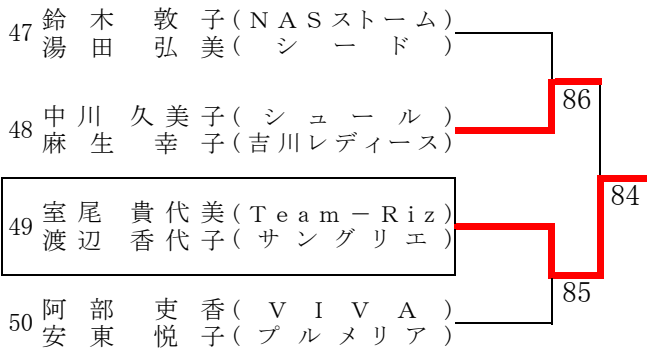 47 鈴木 敦子(NASストーム)
湯田 弘美(シード)
86
48 中川 久美子(シュール)
麻生 幸子(吉川レディース)
84
49 室尾 貴代美(Team－Riz)
渡辺 香代子(サングリエ)
85
50 阿部 吏香(VIVA)
安東 悦子(プルメリア)